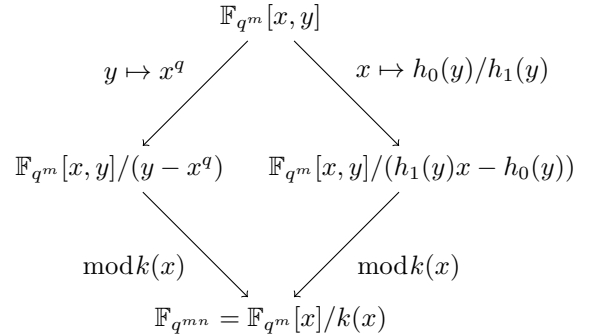 𝔽_{q^m}[x, y]
y ↦ x^q
x ↦ h_0(y)/h_1(y)
𝔽_{q^m}[x, y]/(y − x^q)
𝔽_{q^m}[x, y]/(h_1(y)x − h_0(y))
mod k(x)
mod k(x)
𝔽_{q^{mn}} = 𝔽_{q^m}[x]/k(x)